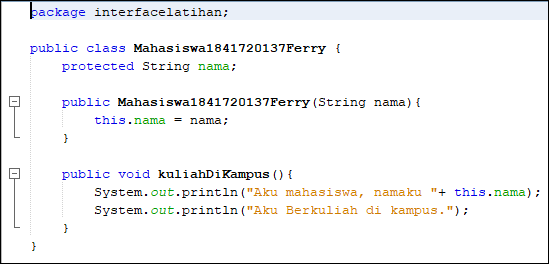 package interfacelatihan;
public class Mahasiswa1841720137Ferry {
protected String nama;
public Mahasiswa1841720137Ferry(String nama){
this.nama = nama;
}
public void kuliahDiKampus(){
System.out.println("Aku mahasiswa, namaku "+ this.nama);
System.out.println("Aku Berkuliah di kampus.");
}
}